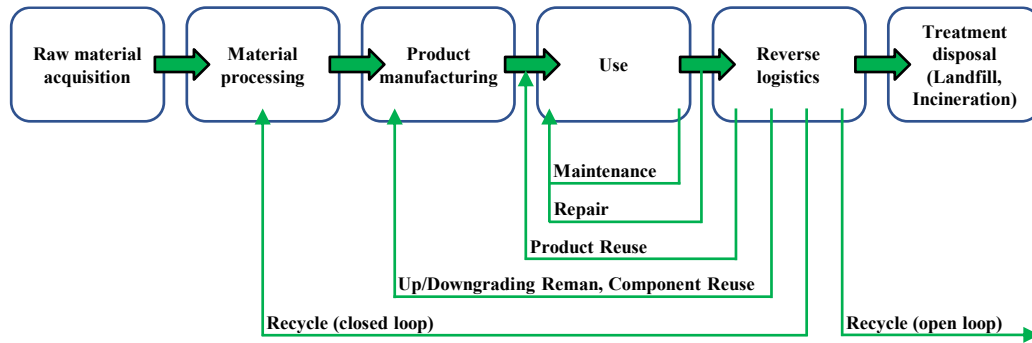 Raw material
acquisition
Material
processing
Product
manufacturing
Use
Reverse
logistics
Treatment
disposal
(Landfill,
Incineration)
Maintenance
Repair
Product Reuse
Up/Downgrading Reman, Component Reuse
Recycle (closed loop)
Recycle (open loop)